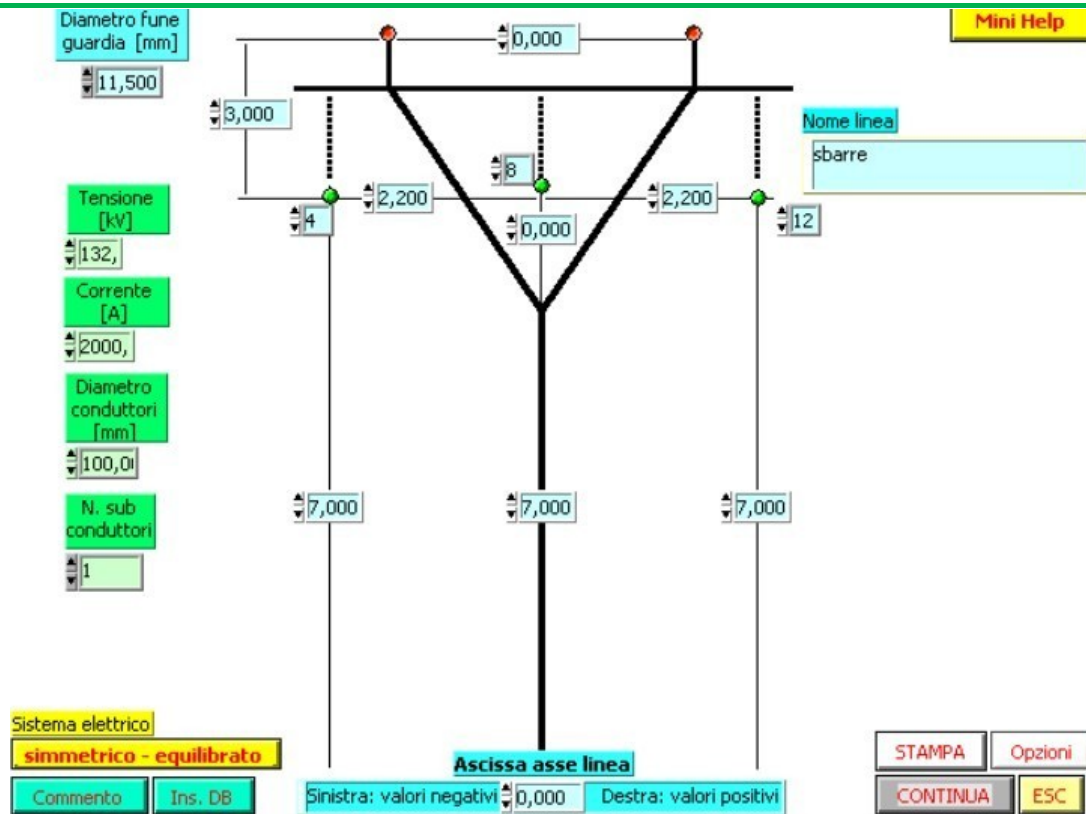 Diametro fune
guardia [mm]
11,500
0,000
Mini Help
3,000
Nome linea
sbarre
8
Tensione
[kV]
132,
4
2,200
0,000
2,200
12
Corrente
[A]
2000,
Diametro
conduttori
[mm]
100,0
N. sub
conduttori
1
7,000
7,000
7,000
Sistema elettrico
simmetrico - equilibrato
Commento
Ins. DB
Ascissa asse linea
Sinistra: valori negativi
0,000
Destra: valori positivi
STAMPA
Opzioni
CONTINUA
ESC